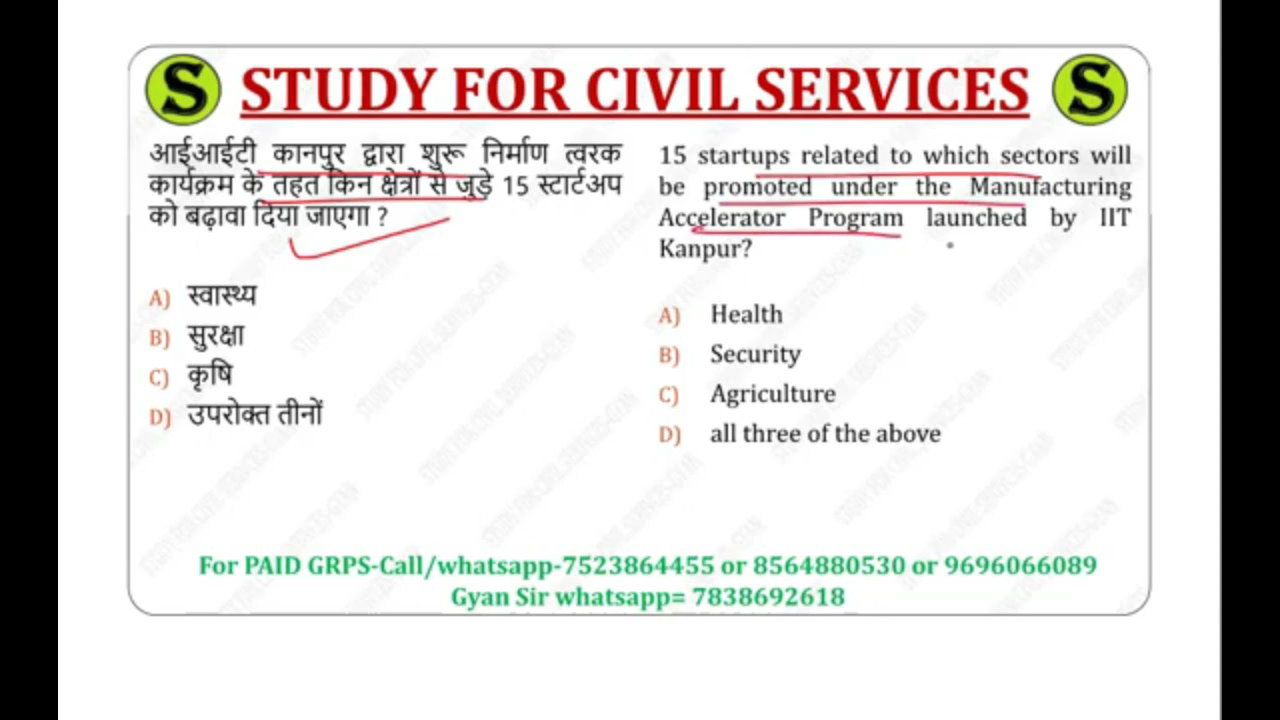 S STUDY FOR CIVIL SERVICES S
आईआईटी कानपुर द्वारा शुरू निर्माण त्वरक
कार्यक्रम के तहत किन क्षेत्रों से जुड़े 15 स्टार्टअप
को बढ़ावा दिया जाएगा ?
A) स्वास्थ्य
B) सुरक्षा
C) कृषि
D) उपरोक्त तीनों
15 startups related to which sectors will
be promoted under the Manufacturing
Accelerator Program launched by IIT
Kanpur?
A) Health
B) Security
C) Agriculture
D) all three of the above
For PAID GRPS-Call/whatsapp-7523864455 or 8564880530 or 9696066089
Gyan Sir whatsapp= 7838692618